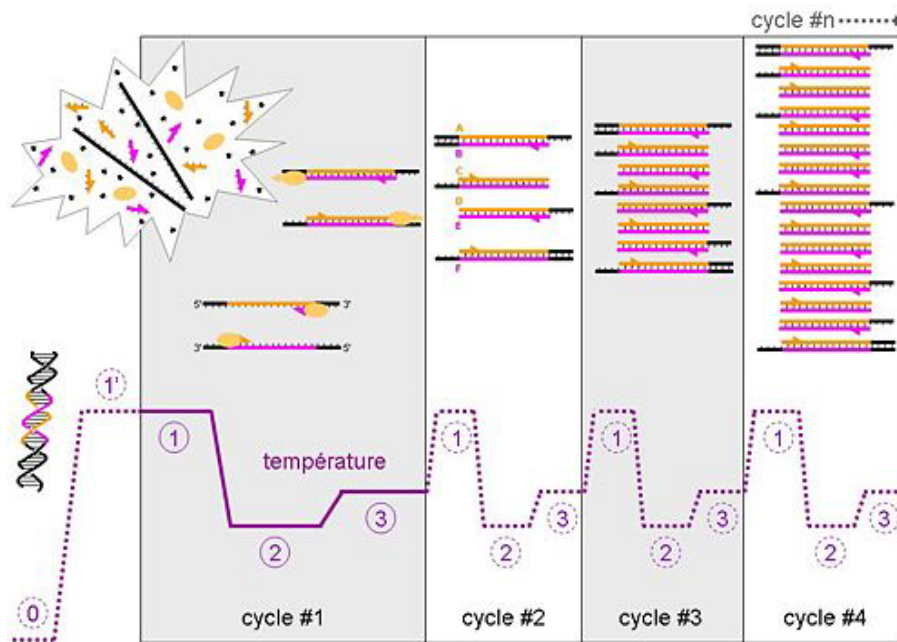 cycle #n
A
B
C
D
E
F
5' 3'
3' 5'
1'
1 1 1 1
température
3 3 3 3
2 2 2 2
0
cycle #1 cycle #2 cycle #3 cycle #4